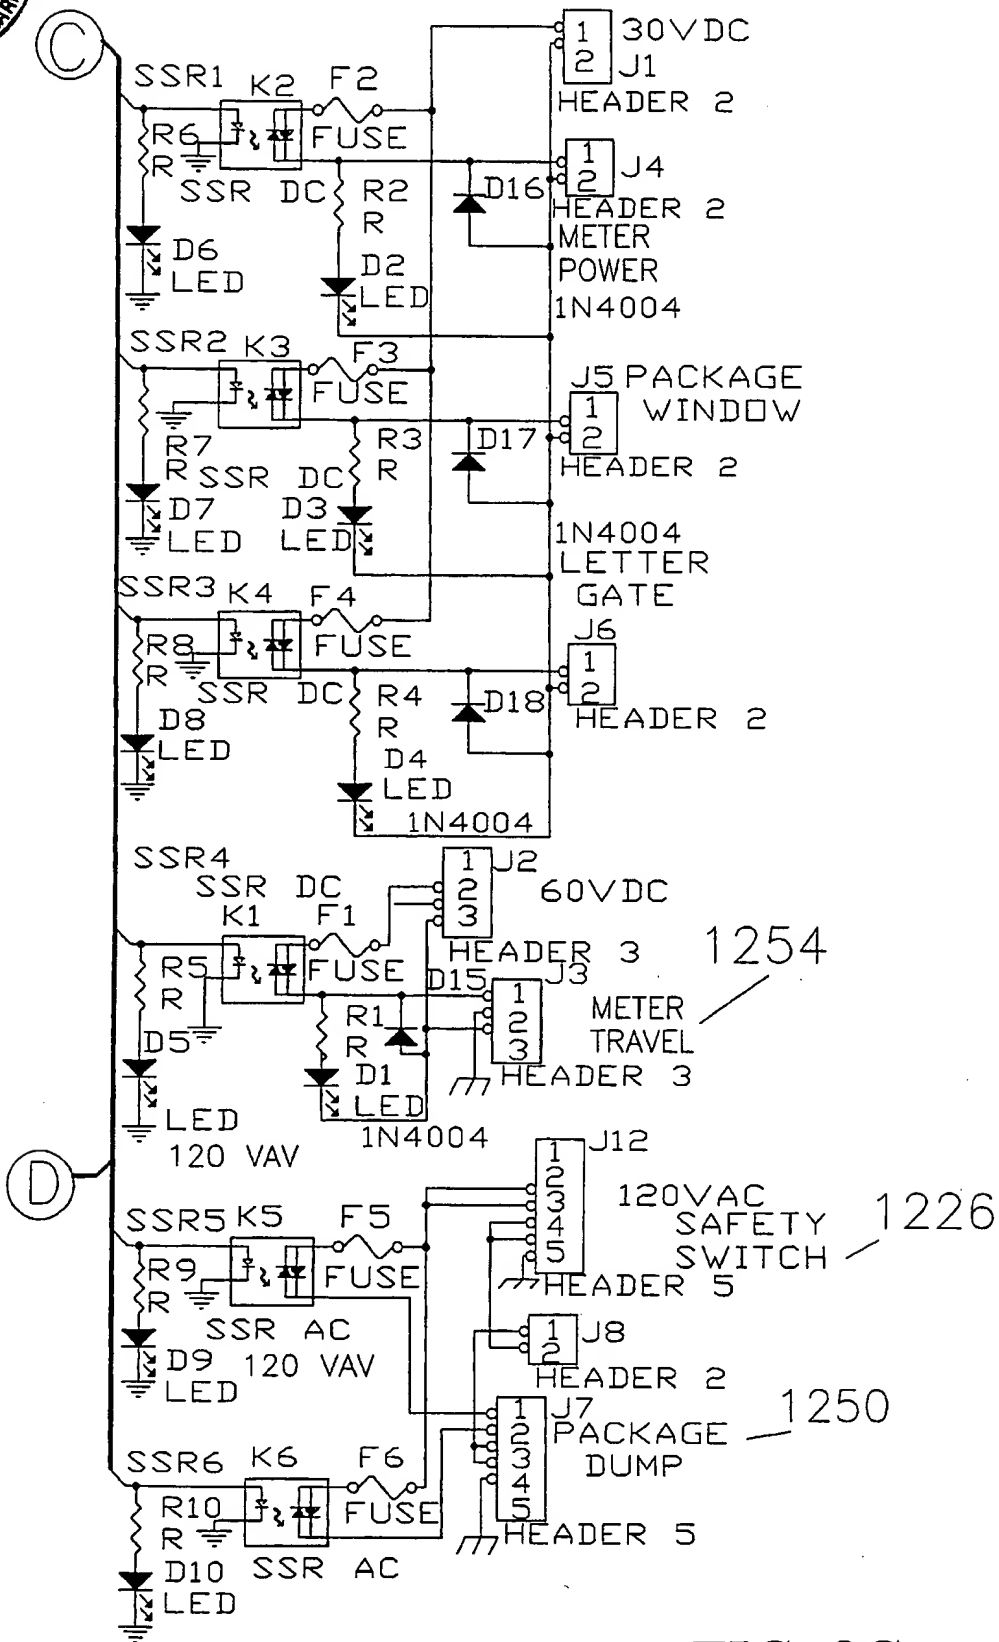 C
SSR1
K2
F2
FUSE
1
2
30VDC
J1
HEADER 2
R6
R
SSR DC
R2
R
D16
1
2
J4
HEADER 2
METER
POWER
1N4004
D6
LED
D2
LED
SSR2
K3
F3
FUSE
J5 PACKAGE
WINDOW
1
2
HEADER 2
R7
R
SSR DC
R3
R
D17
D7
LED
D3
LED
1N4004
LETTER
GATE
SSR3
K4
F4
FUSE
J6
1
2
HEADER 2
R8
R
SSR DC
R4
R
D18
D8
LED
D4
LED
1N4004
SSR4
SSR DC
K1
F1
FUSE
1
2
3
J2
60VDC
HEADER 3
R5
R
D15
J3
1
2
3
HEADER 3
METER
TRAVEL
1254
R1
R
D5
LED
D1
LED
1N4004
120 VAV
D
J12
1
2
3
4
5
120VAC
SAFETY
SWITCH
1226
HEADER 5
SSR5
K5
F5
FUSE
R9
R
SSR AC
120 VAV
D9
LED
1
2
J8
HEADER 2
J7
1
2
3
4
5
PACKAGE
DUMP
1250
HEADER 5
SSR6
K6
F6
FUSE
R10
R
SSR AC
D10
LED